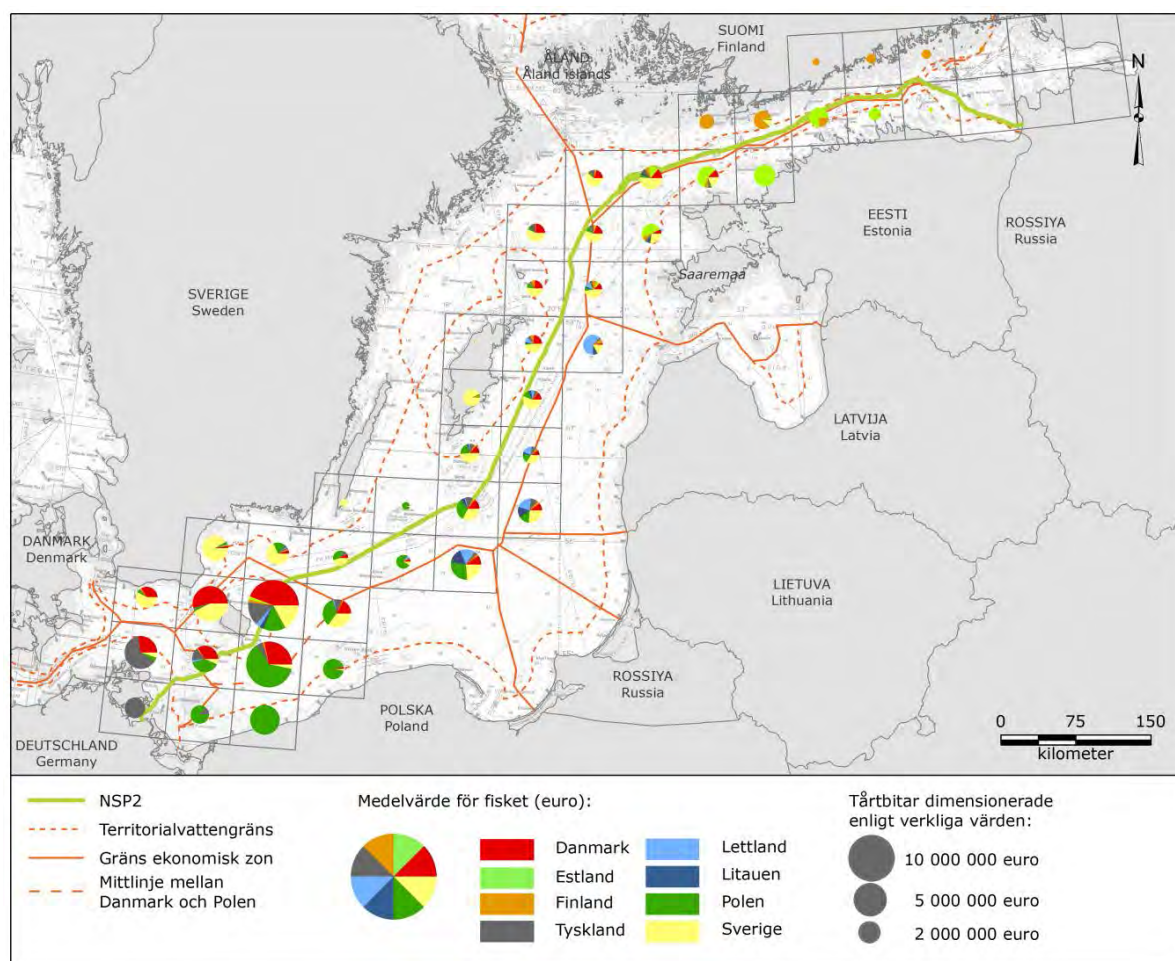 SUOMI
Finland
ÅLAND
Åland islands
N
EESTI
Estonia
ROSSIYA
Russia
Saaremaa
SVERIGE
Sweden
LATVIJA
Latvia
DANMARK
Denmark
LIETUVA
Lithuania
ROSSIYA
Russia
POLSKA
Poland
DEUTSCHLAND
Germany
0 75 150
kilometer
NSP2
Territorialvattengräns
Gräns ekonomisk zon
Mittlinje mellan
Danmark och Polen
Medelvärde för fisket (euro):
Danmark
Estland
Finland
Tyskland
Lettland
Litauen
Polen
Sverige
Tårtbitar dimensionerade
enligt verkliga värden:
10 000 000 euro
5 000 000 euro
2 000 000 euro